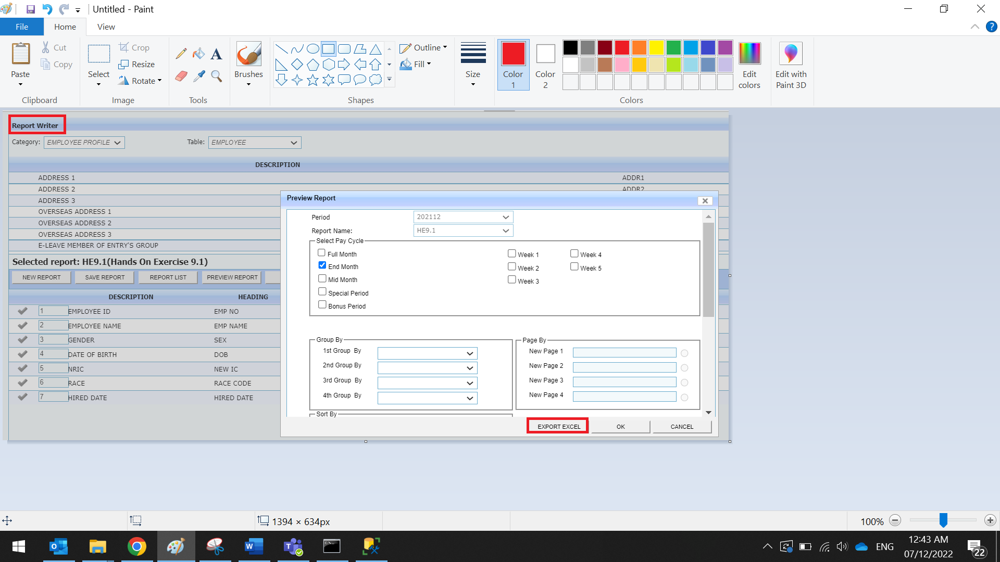 Untitled - Paint
File
Home
View
Paste
Cut
Copy
Clipboard
Select
Crop
Resize
Rotate
Image
A
Tools
Brushes
Outline
Fill
Shapes
Size
Color 1
Color 2
Colors
Edit colors
Edit with Paint 3D
?
Report Writer
Category: EMPLOYEE PROFILE Table: EMPLOYEE
DESCRIPTION
ADDRESS 1 ADDR1
ADDRESS 2 ADDR2
ADDRESS 3
OVERSEAS ADDRESS 1
OVERSEAS ADDRESS 2
OVERSEAS ADDRESS 3
E-LEAVE MEMBER OF ENTRY'S GROUP
Selected report: HE9.1(Hands On Exercise 9.1)
NEW REPORT SAVE REPORT REPORT LIST PREVIEW REPORT
DESCRIPTION HEADING
1 EMPLOYEE ID EMP NO
2 EMPLOYEE NAME EMP NAME
3 GENDER SEX
4 DATE OF BIRTH DOB
5 NRIC NEW IC
6 RACE RACE CODE
7 HIRED DATE HIRED DATE
Preview Report
Period 202112
Report Name: HE9.1
Select Pay Cycle
Full Month Week 1 Week 4
End Month Week 2 Week 5
Mid Month Week 3
Special Period
Bonus Period
Group By
1st Group By
2nd Group By
3rd Group By
4th Group By
Page By
New Page 1
New Page 2
New Page 3
New Page 4
Sort By
EXPORT EXCEL OK CANCEL
1394 × 634px
100%
ENG
12:43 AM
07/12/2022
22